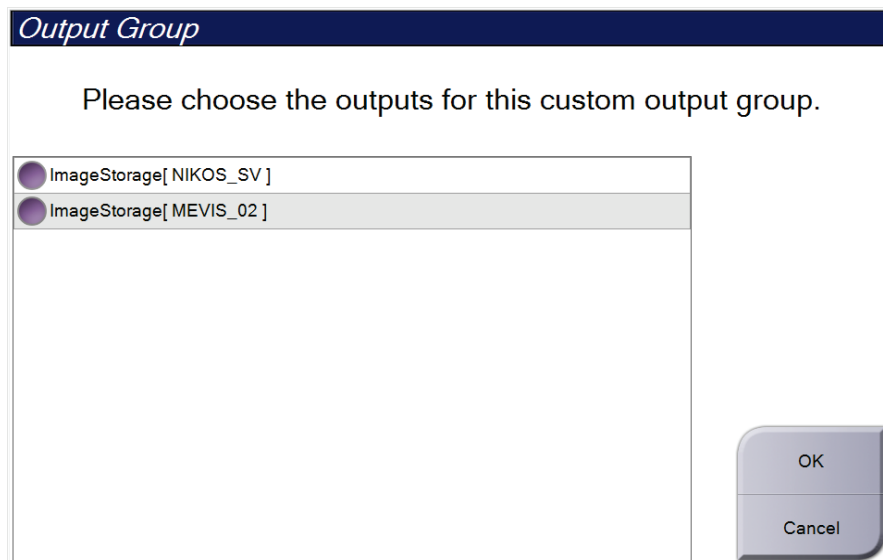 Output Group
Please choose the outputs for this custom output group.
ImageStorage[ NIKOS_SV ]
ImageStorage[ MEVIS_02 ]
OK
Cancel